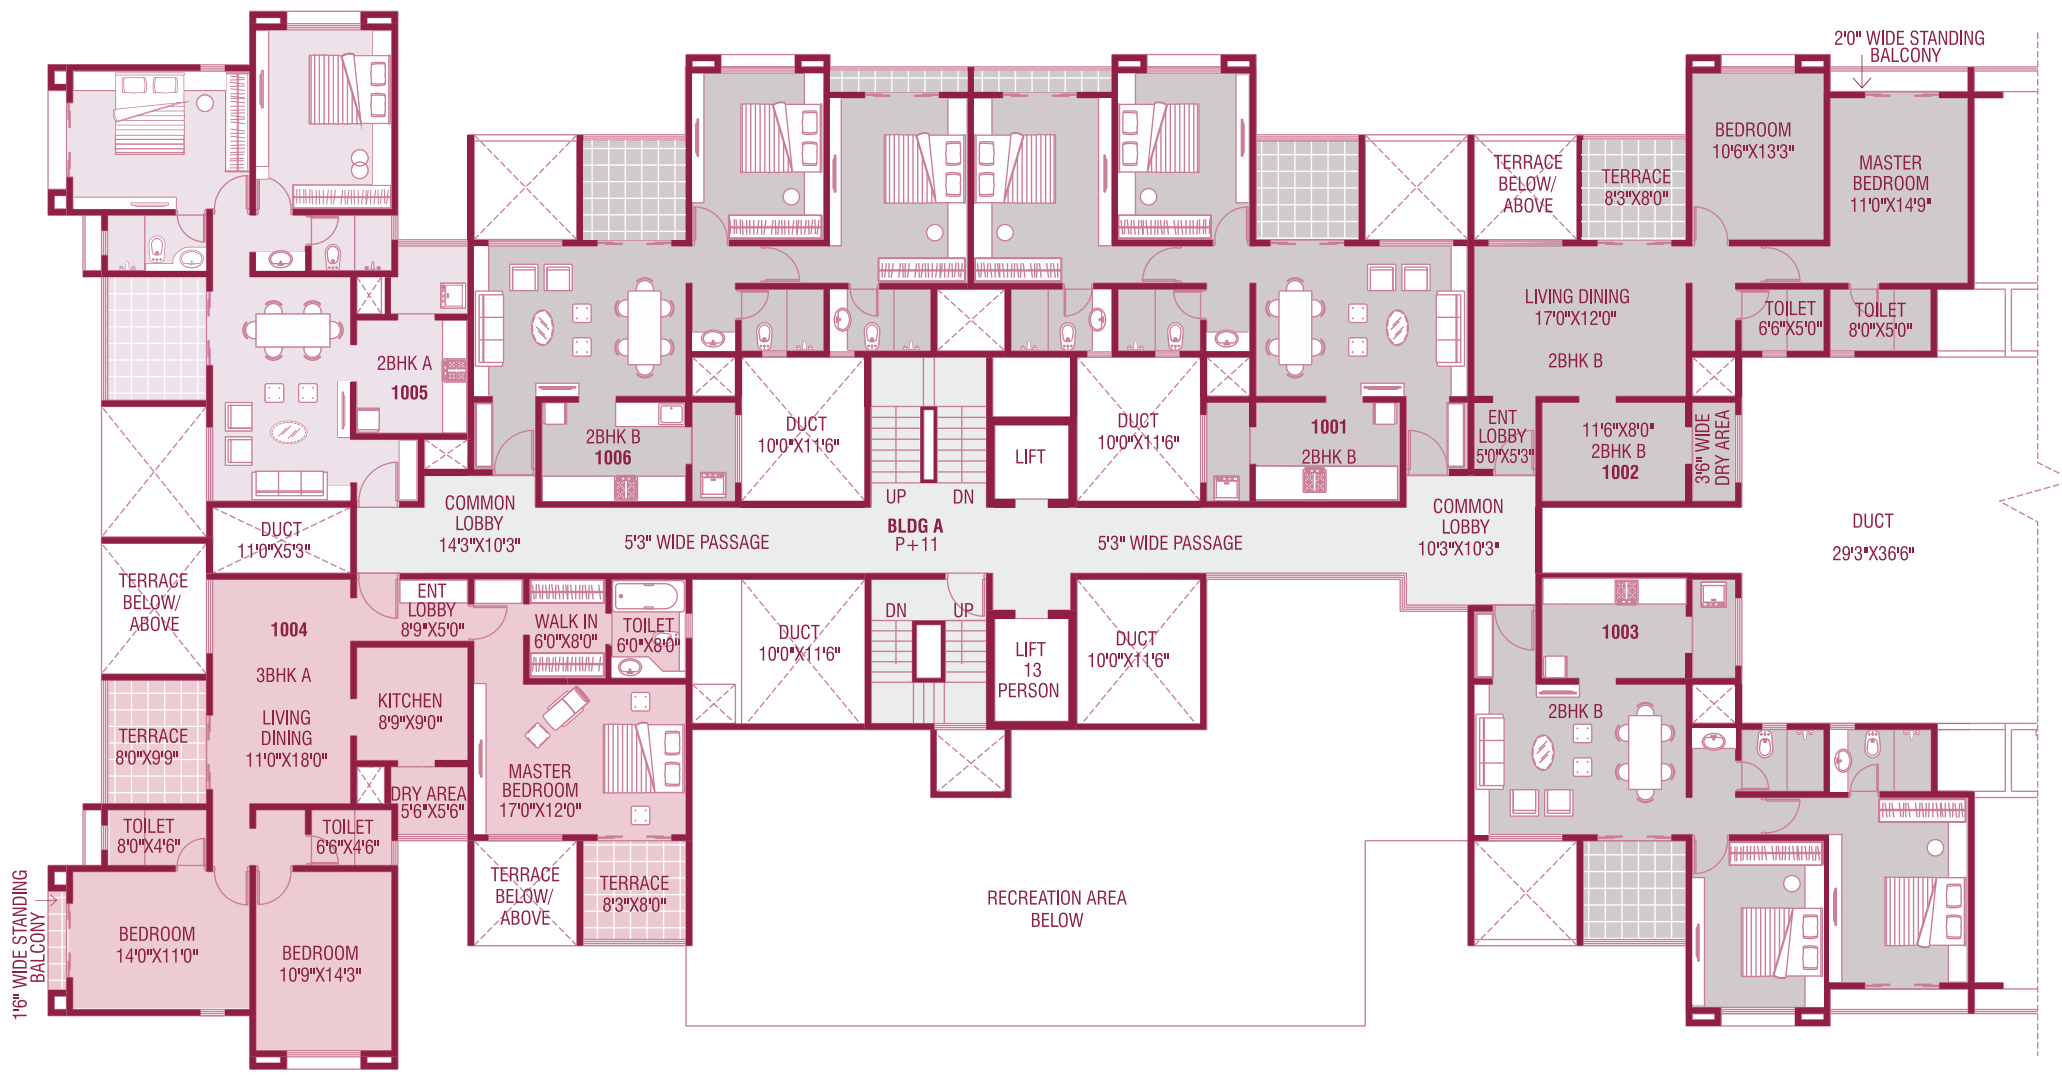 2'0" WIDE STANDING
BALCONY
BEDROOM
10'6"X13'3"
MASTER
BEDROOM
11'0"X14'9"
TERRACE
BELOW/
ABOVE
TERRACE
8'3"X8'0"
LIVING DINING
17'0"X12'0"
2BHK B
TOILET
6'6"X5'0"
TOILET
8'0"X5'0"
2BHK A
1005
2BHK B
1006
DUCT
10'0"X11'6"
UP
DN
LIFT
DUCT
10'0"X11'6"
1001
2BHK B
ENT
LOBBY
5'0"X5'3"
11'6"X8'0"
2BHK B
1002
3'6" WIDE
DRY AREA
COMMON
LOBBY
14'3"X10'3"
5'3" WIDE PASSAGE
BLDG A
P+11
5'3" WIDE PASSAGE
COMMON
LOBBY
10'3"X10'3"
DUCT
29'3"X36'6"
DUCT
11'0"X5'3"
TERRACE
BELOW/
ABOVE
1004
3BHK A
LIVING
DINING
11'0"X18'0"
ENT
LOBBY
8'9"X5'0"
WALK IN
6'0"X8'0"
TOILET
6'0"X8'0"
DUCT
10'0"X11'6"
DN
UP
LIFT
13
PERSON
DUCT
10'0"X11'6"
1003
2BHK B
KITCHEN
8'9"X9'0"
TERRACE
8'0"X9'9"
MASTER
BEDROOM
17'0"X12'0"
DRY AREA
5'6"X5'6"
TOILET
8'0"X4'6"
TOILET
6'6"X4'6"
TERRACE
BELOW/
ABOVE
TERRACE
8'3"X8'0"
RECREATION AREA
BELOW
1'6" WIDE STANDING
BALCONY
BEDROOM
14'0"X11'0"
BEDROOM
10'9"X14'3"